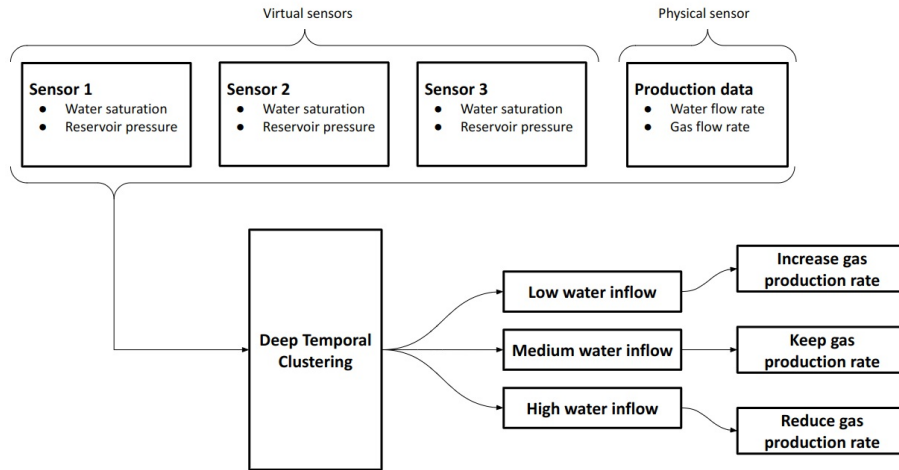 Virtual sensors
Physical sensor
Sensor 1
● Water saturation
● Reservoir pressure
Sensor 2
● Water saturation
● Reservoir pressure
Sensor 3
● Water saturation
● Reservoir pressure
Production data
● Water flow rate
● Gas flow rate
Deep Temporal
Clustering
Low water inflow
Medium water inflow
High water inflow
Increase gas
production rate
Keep gas
production rate
Reduce gas
production rate